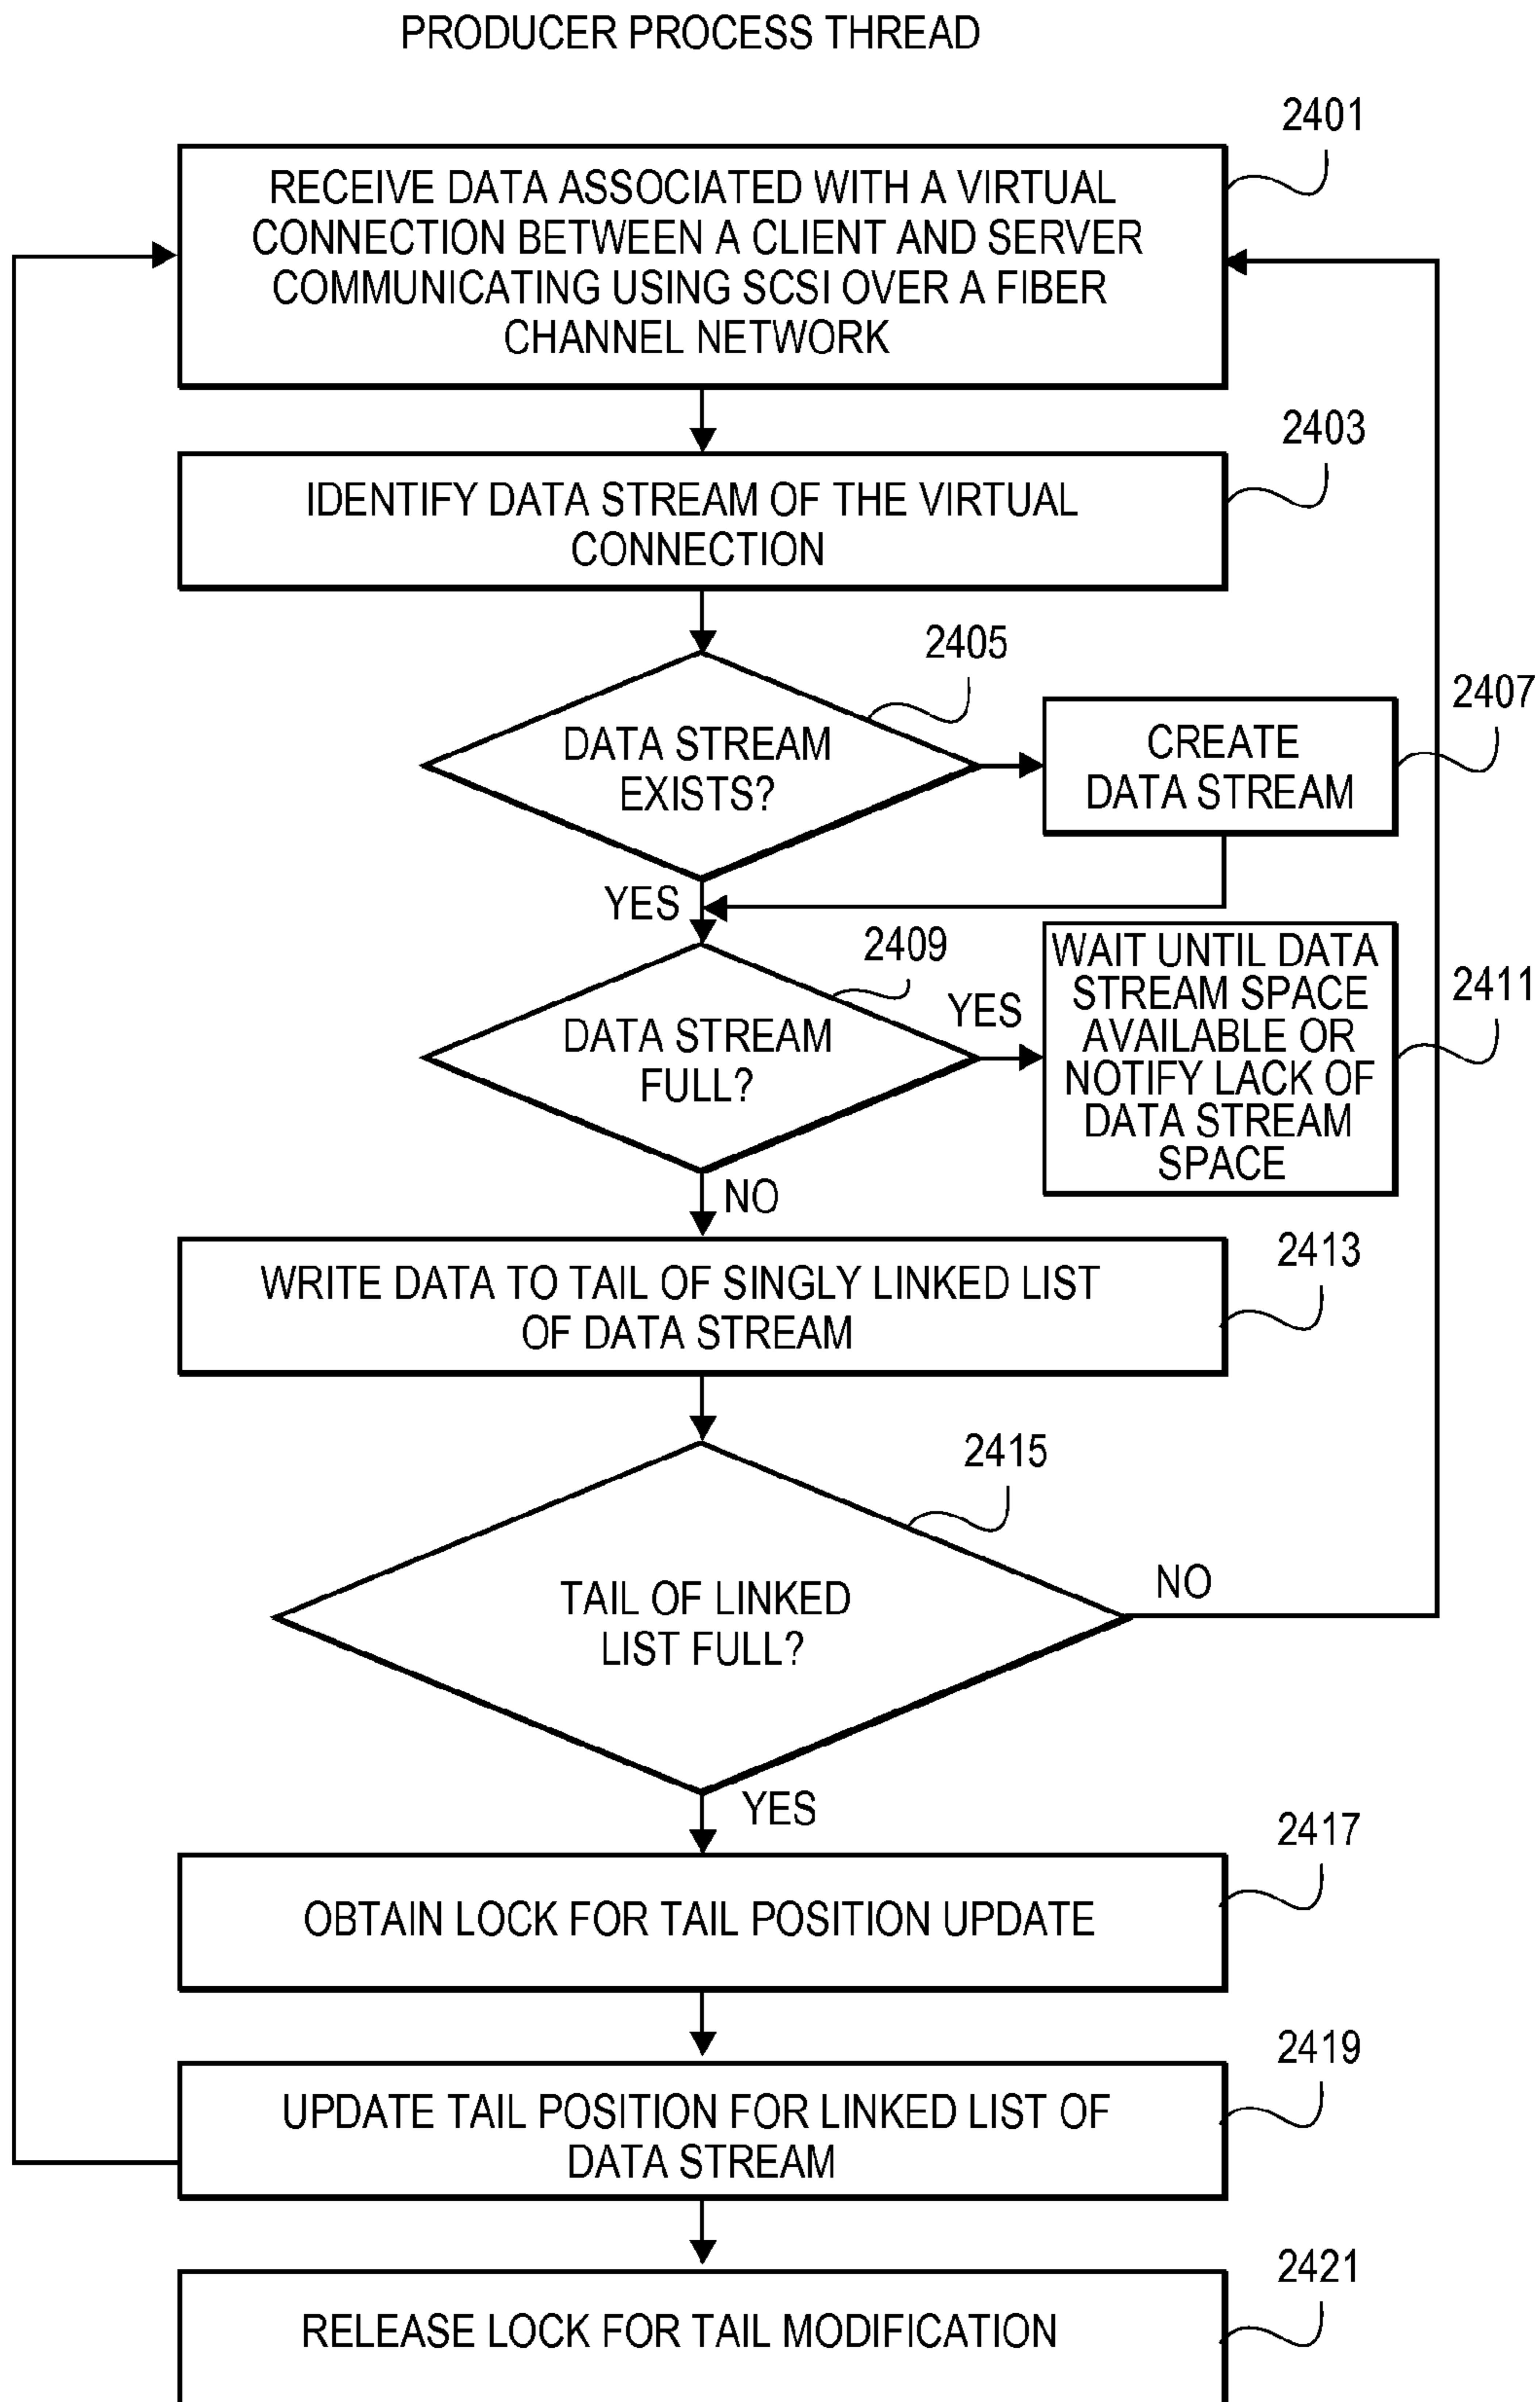 PRODUCER PROCESS THREAD
2401
RECEIVE DATA ASSOCIATED WITH A VIRTUAL
CONNECTION BETWEEN A CLIENT AND SERVER
COMMUNICATING USING SCSI OVER A FIBER
CHANNEL NETWORK
2403
IDENTIFY DATA STREAM OF THE VIRTUAL
CONNECTION
2405
DATA STREAM
EXISTS?
2407
CREATE
DATA STREAM
YES
2409
DATA STREAM
FULL?
YES
2411
WAIT UNTIL DATA
STREAM SPACE
AVAILABLE OR
NOTIFY LACK OF
DATA STREAM
SPACE
NO
2413
WRITE DATA TO TAIL OF SINGLY LINKED LIST
OF DATA STREAM
2415
TAIL OF LINKED
LIST FULL?
NO
YES
2417
OBTAIN LOCK FOR TAIL POSITION UPDATE
2419
UPDATE TAIL POSITION FOR LINKED LIST OF
DATA STREAM
2421
RELEASE LOCK FOR TAIL MODIFICATION